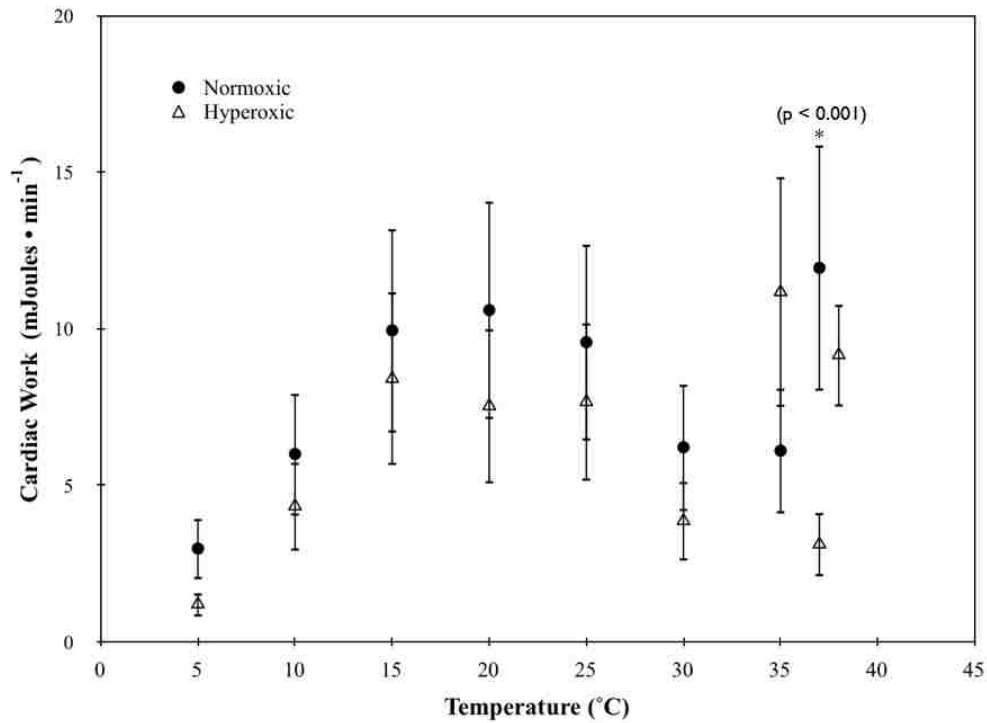 20
Normoxic
Hyperoxic
(p < 0.001)
*
15
10
5
0
0 5 10 15 20 25 30 35 40 45
Cardiac Work (mJoules • min⁻¹)
Temperature (˚C)